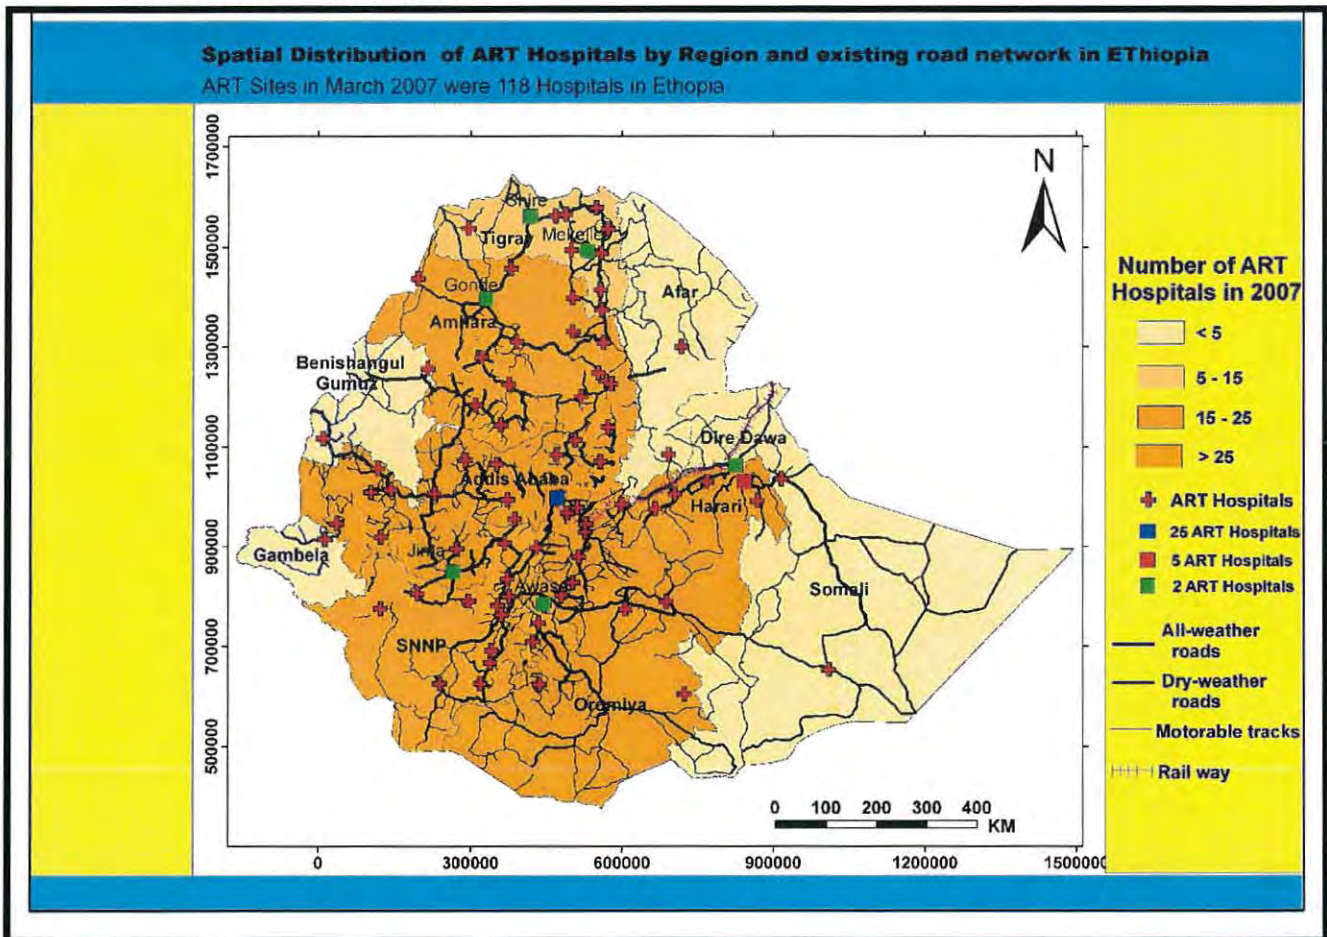 Spatial Distribution of ART Hospitals by Region and existing road network in EThiopia
ART Sites in March 2007 were 118 Hospitals in Ethopia
1700000
1500000
1300000
1100000
900000
700000
500000
0
300000
600000
900000
1200000
1500000
N
Shire
Tigray
Mekelle
Afar
Gonder
Amhara
Benishangul
Gumuz
Dire Dawa
Addis Ababa
Harari
Gambela
Jima
Awasa
Somali
SNNP
Oromiya
0 100 200 300 400
KM
Number of ART
Hospitals in 2007
< 5
5 - 15
15 - 25
> 25
ART Hospitals
25 ART Hospitals
5 ART Hospitals
2 ART Hospitals
All-weather
roads
Dry-weather
roads
Motorable tracks
Rail way